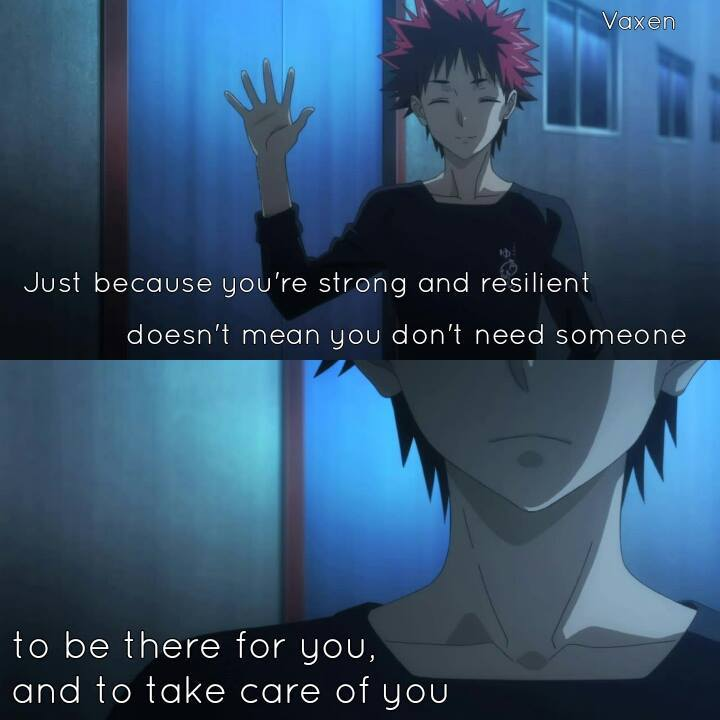 Vaxen
Just because you're strong and resilient
doesn't mean you don't need someone
ゆ
to be there for you,
and to take care of you